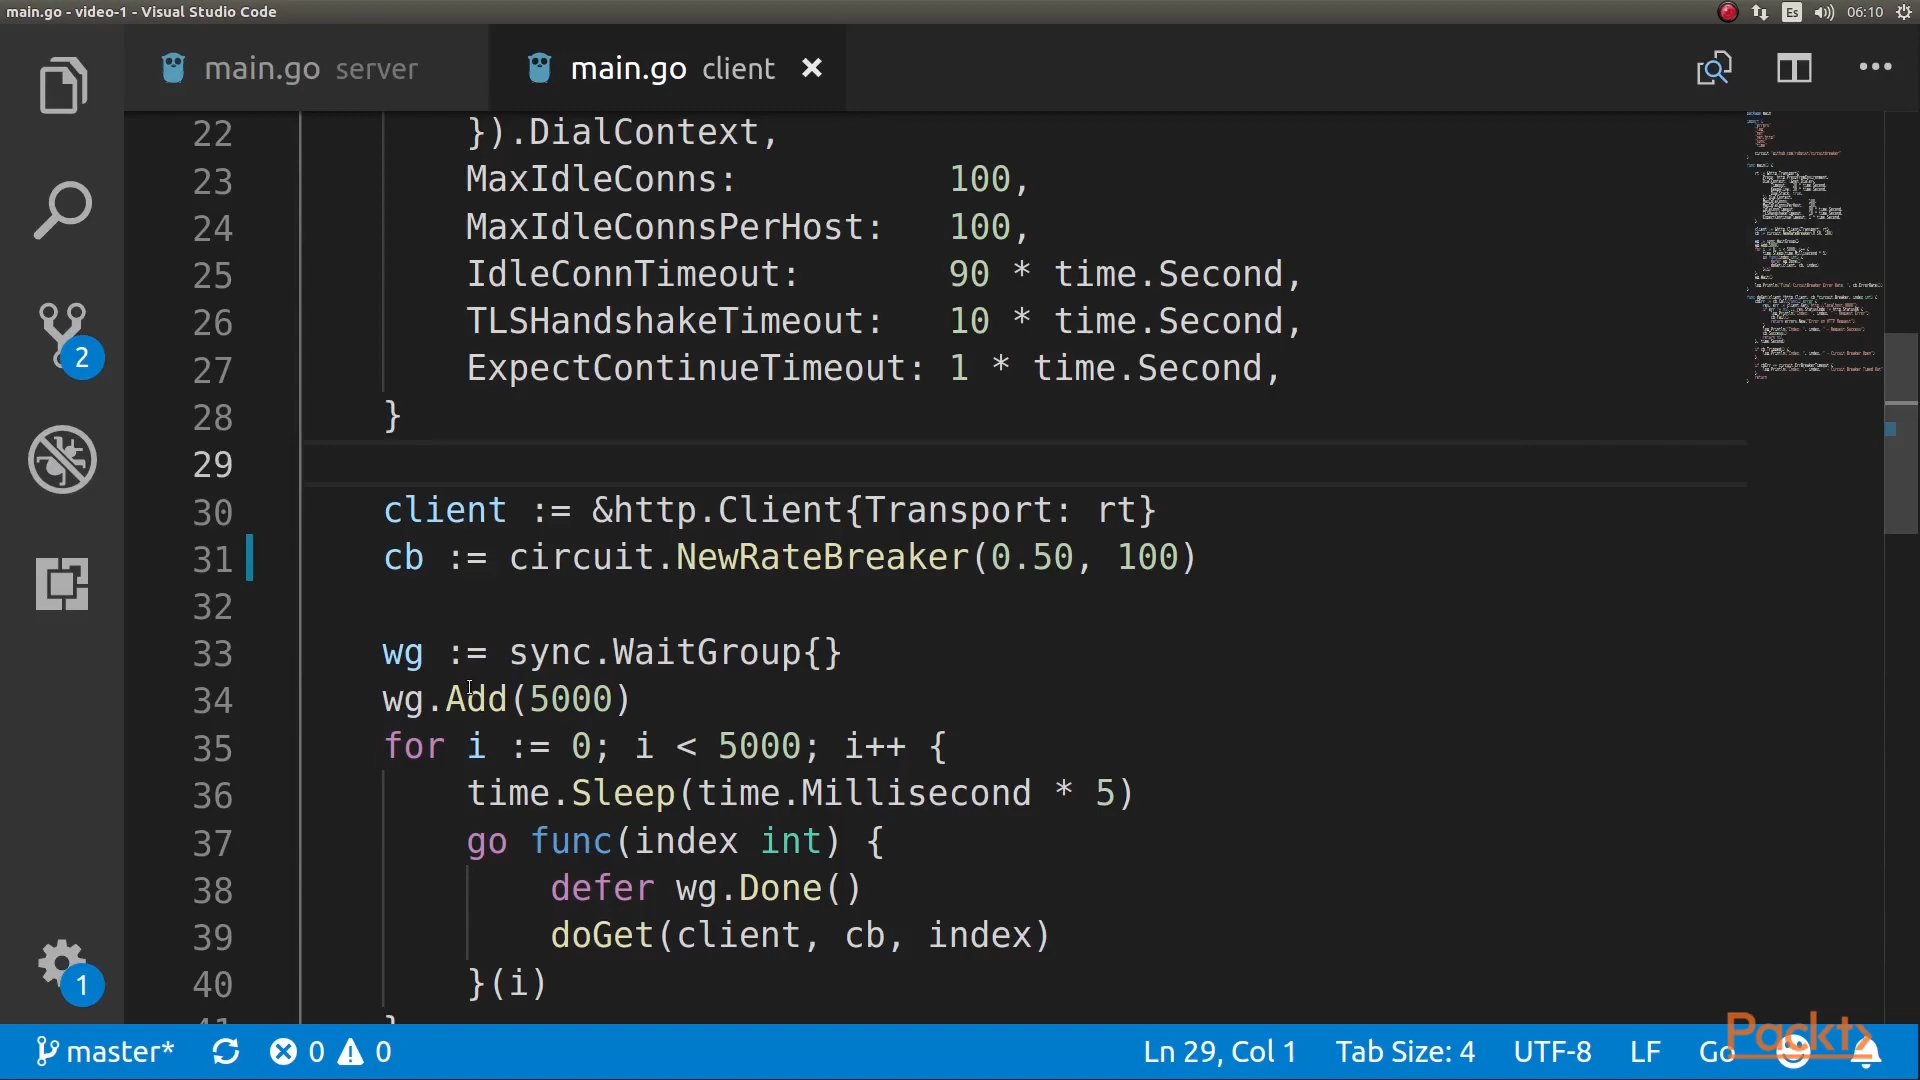 main.go - video-1 - Visual Studio Code
Es 06:10
main.go server
main.go client
22 }).DialContext,
23 MaxIdleConns: 100,
24 MaxIdleConnsPerHost: 100,
25 IdleConnTimeout: 90 * time.Second,
26 TLSHandshakeTimeout: 10 * time.Second,
27 ExpectContinueTimeout: 1 * time.Second,
28 }
29
30 client := &http.Client{Transport: rt}
31 cb := circuit.NewRateBreaker(0.50, 100)
32
33 wg := sync.WaitGroup{}
34 wg.Add(5000)
35 for i := 0; i < 5000; i++ {
36 time.Sleep(time.Millisecond * 5)
37 go func(index int) {
38 defer wg.Done()
39 doGet(client, cb, index)
40 }(i)
41 }
2
1
master* 0 0 Ln 29, Col 1 Tab Size: 4 UTF-8 LF Go
Packt>